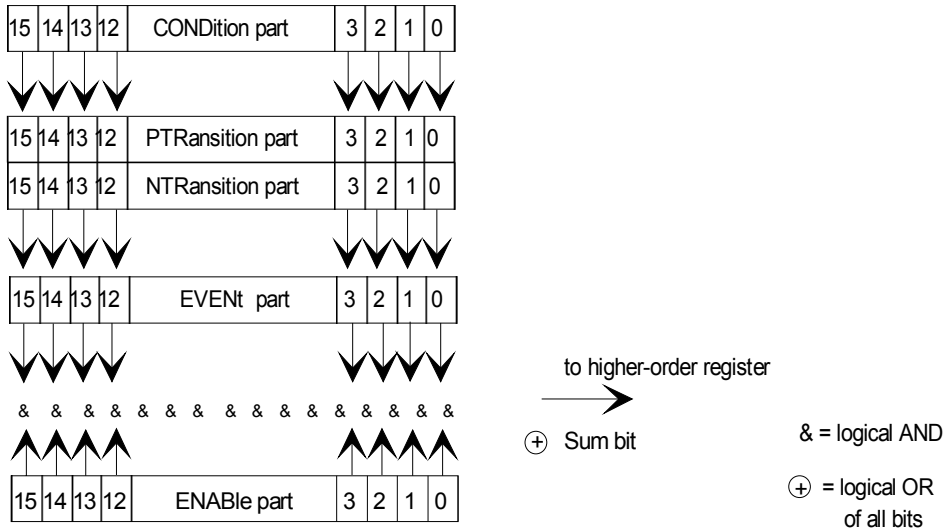 15 14 13 12 CONDition part 3 2 1 0
15 14 13 12 PTRansition part 3 2 1 0
15 14 13 12 NTRansition part 3 2 1 0
15 14 13 12 EVENt part 3 2 1 0
to higher-order register
& & & & & & & & & & & & & & & &
+ Sum bit
& = logical AND
15 14 13 12 ENABle part 3 2 1 0
+ = logical OR
of all bits